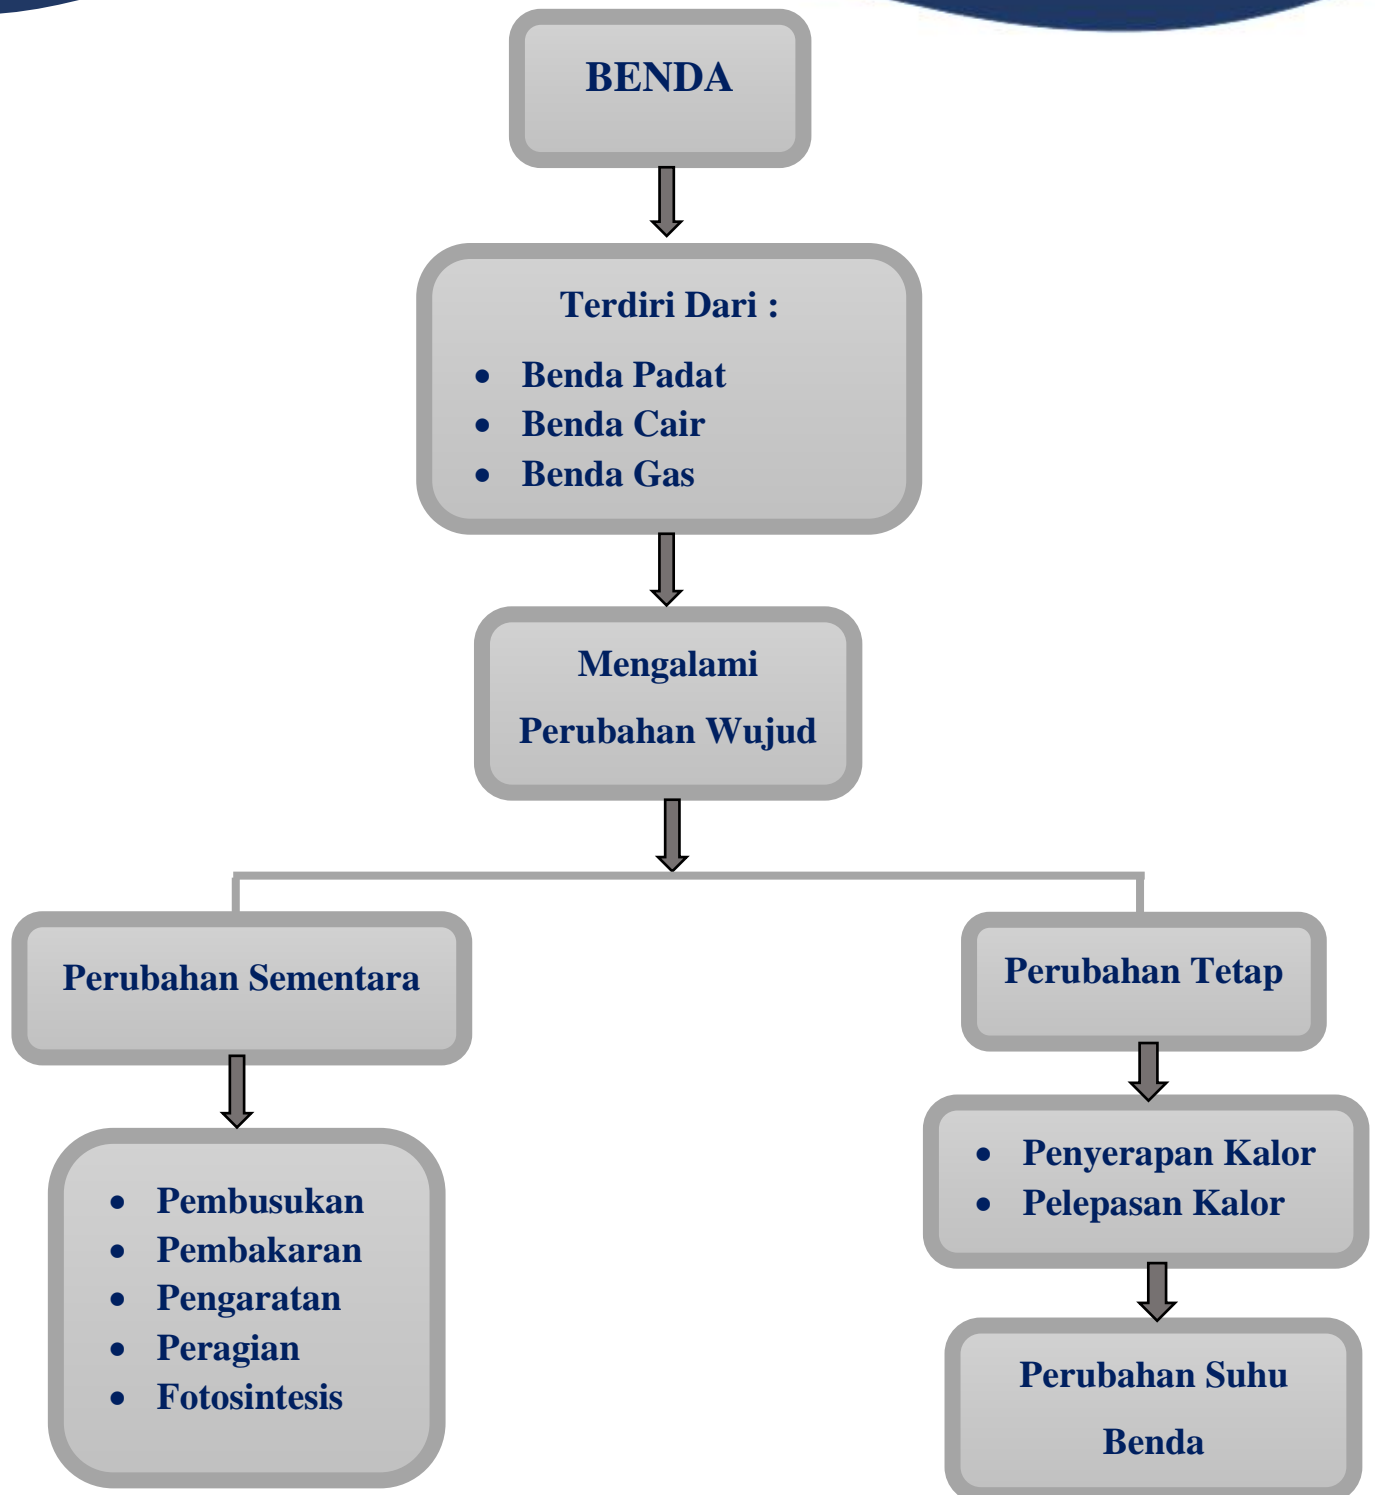 BENDA
Terdiri Dari :
• Benda Padat
• Benda Cair
• Benda Gas
Mengalami
Perubahan Wujud
Perubahan Sementara
Perubahan Tetap
• Pembusukan
• Pembakaran
• Pengaratan
• Peragian
• Fotosintesis
• Penyerapan Kalor
• Pelepasan Kalor
Perubahan Suhu
Benda